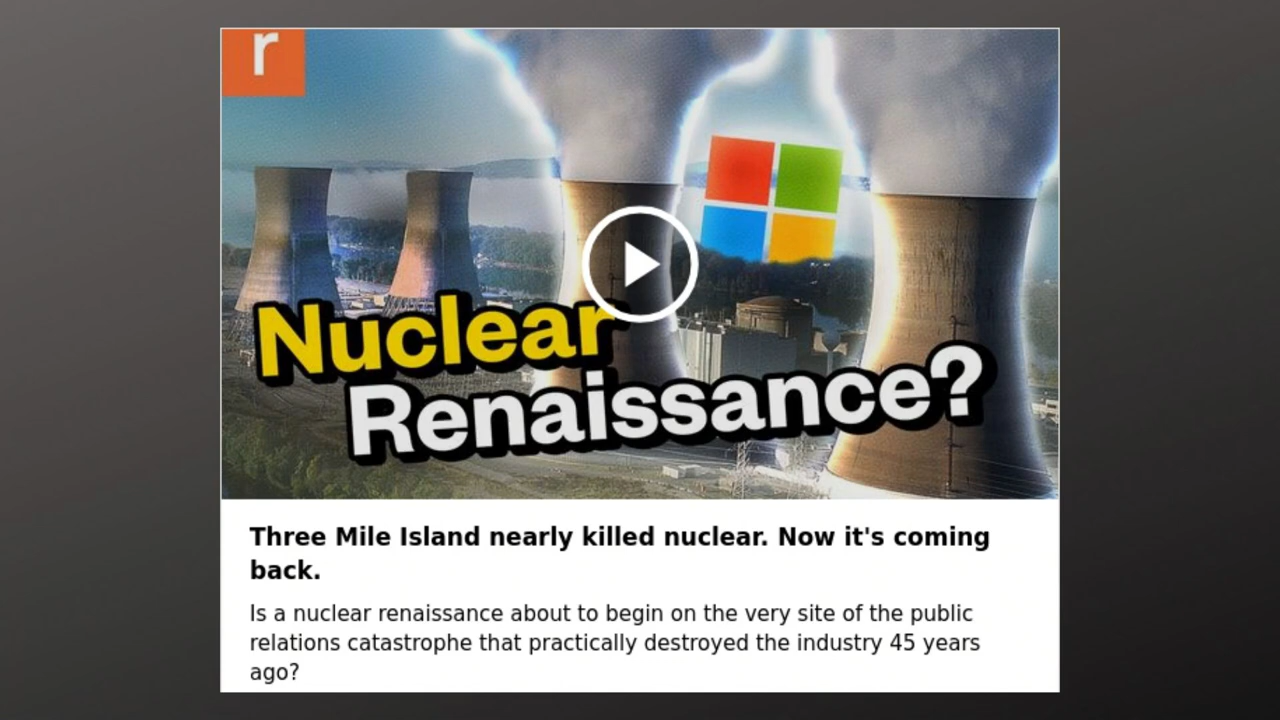 r
Nuclear
Renaissance?
Three Mile Island nearly killed nuclear. Now it's coming
back.
Is a nuclear renaissance about to begin on the very site of the public
relations catastrophe that practically destroyed the industry 45 years
ago?